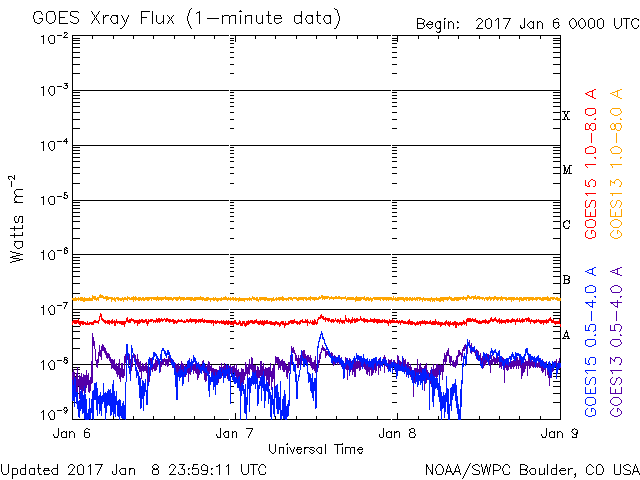 GOES Xray Flux (1-minute data)
Begin: 2017 Jan 6 0000 UTC
Watts m⁻²
10⁻²
10⁻³
10⁻⁴
10⁻⁵
10⁻⁶
10⁻⁷
10⁻⁸
10⁻⁹
X
M
C
B
A
GOES15 1.0-8.0 A
GOES13 1.0-8.0 A
GOES15 0.5-4.0 A
GOES13 0.5-4.0 A
Jan 6 Jan 7 Jan 8 Jan 9
Universal Time
Updated 2017 Jan 8 23:59:11 UTC
NOAA/SWPC Boulder, CO USA